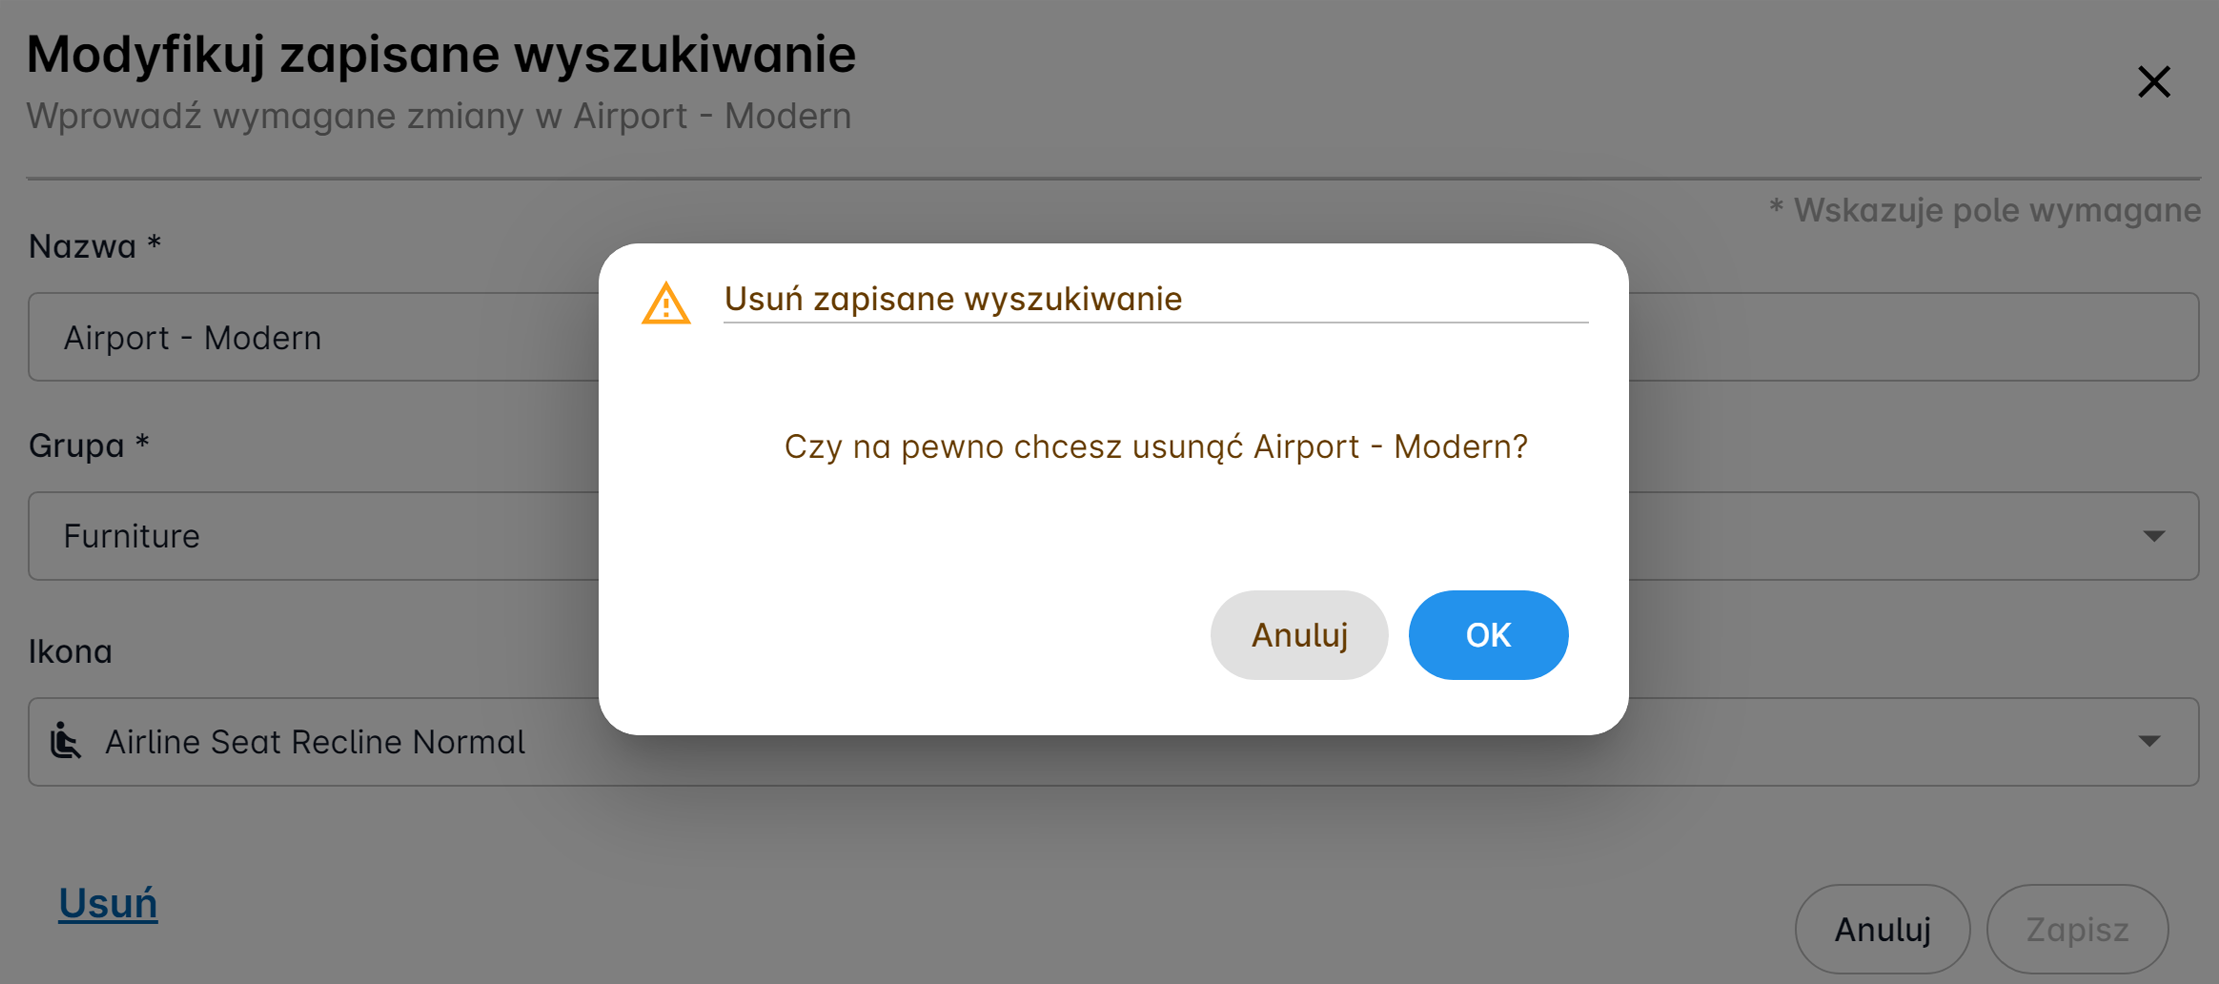 Modyfikuj zapisane wyszukiwanie
Wprowadź wymagane zmiany w Airport - Modern
* Wskazuje pole wymagane
Nazwa *
Airport - Modern
Grupa *
Furniture
Ikona
Airline Seat Recline Normal
Usuń zapisane wyszukiwanie
Czy na pewno chcesz usunąć Airport - Modern?
Anuluj
OK
Usuń
Anuluj
Zapisz